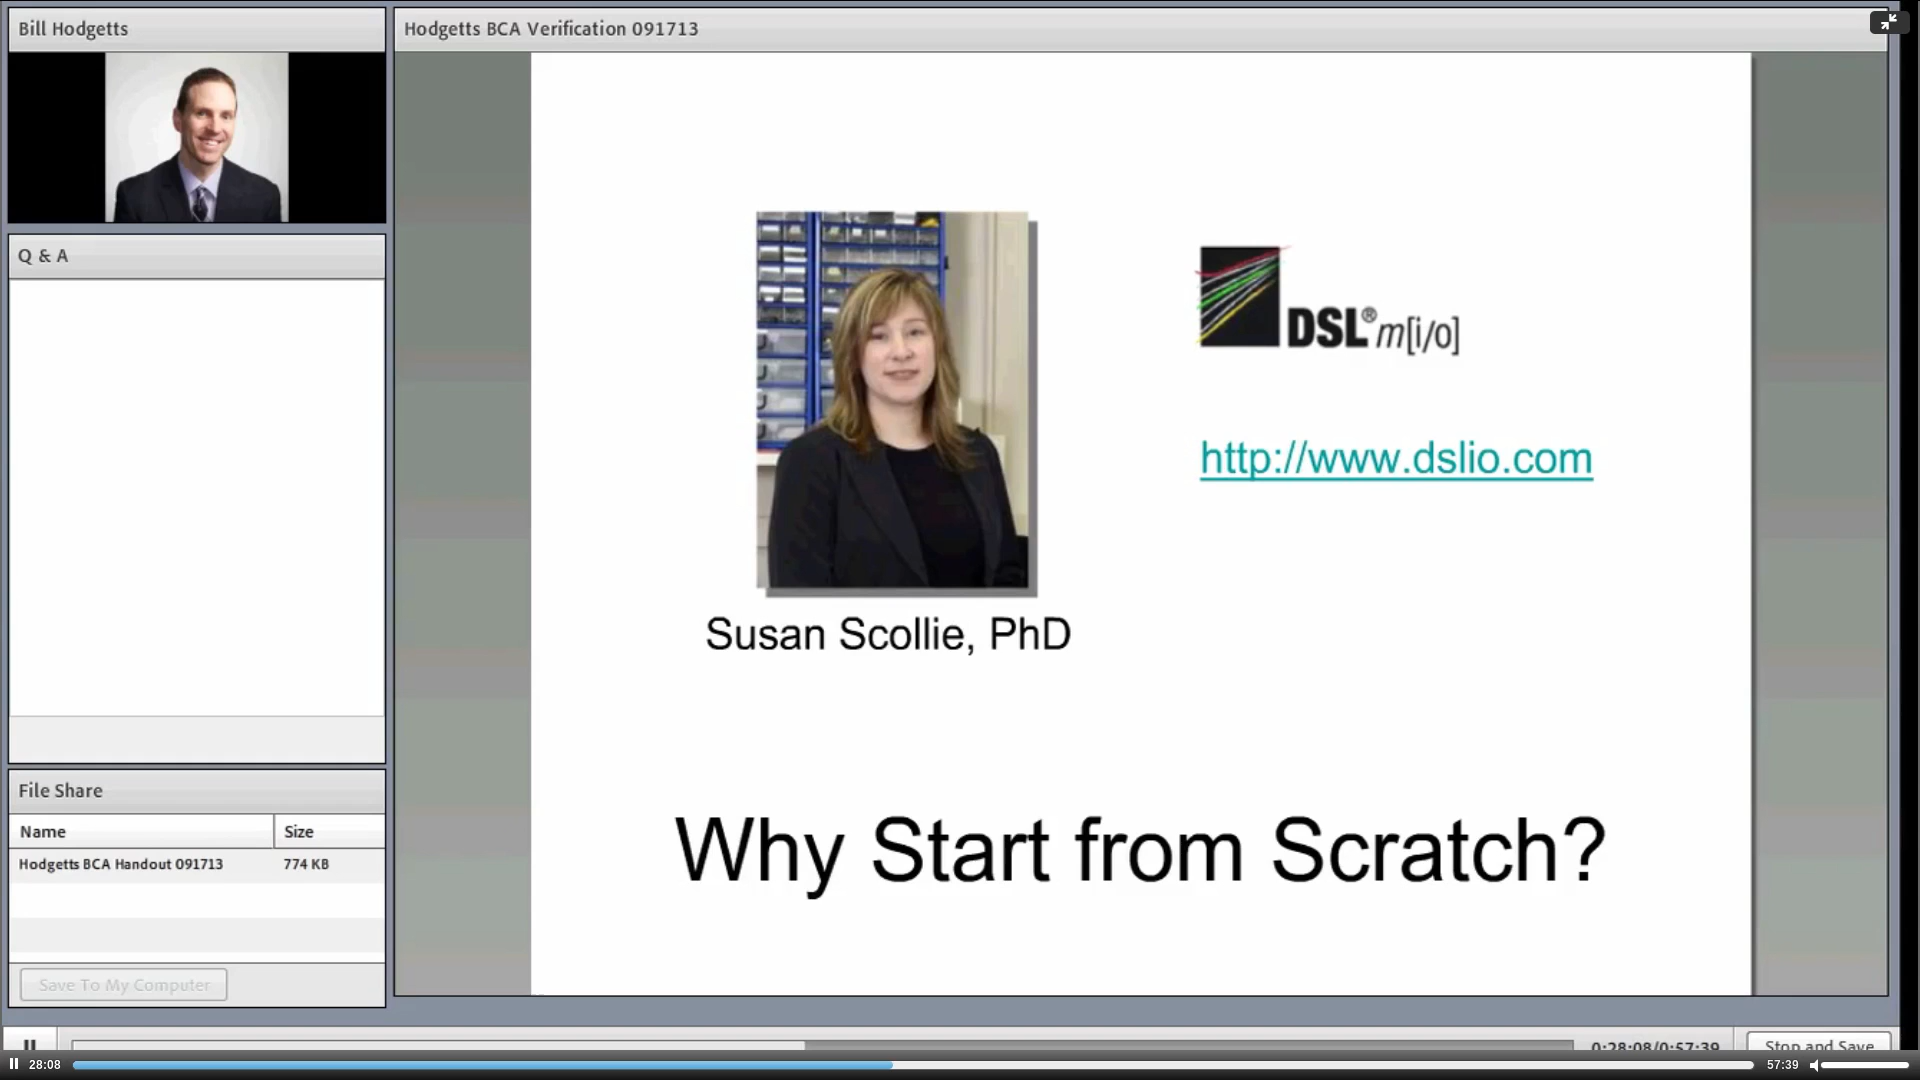 Bill Hodgetts
Hodgetts BCA Verification 091713
Q & A
DSL® m[i/o]
http://www.dslio.com
Susan Scollie, PhD
Why Start from Scratch?
File Share
Name Size
Hodgetts BCA Handout 091713 774 KB
Save To My Computer
0:28:08/0:57:39 Stop and Save
28:08 57:39